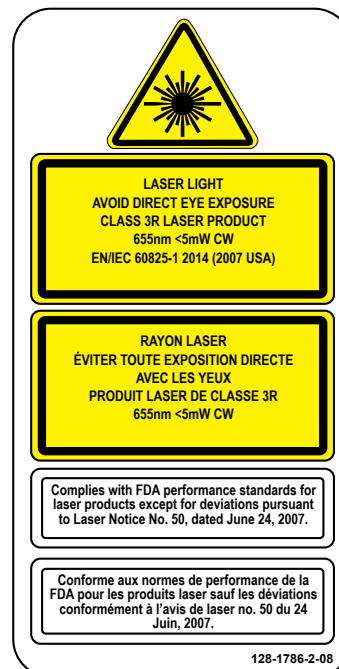 LASER LIGHT
AVOID DIRECT EYE EXPOSURE
CLASS 3R LASER PRODUCT
655nm <5mW CW
EN/IEC 60825-1 2014 (2007 USA)
RAYON LASER
ÉVITER TOUTE EXPOSITION DIRECTE
AVEC LES YEUX
PRODUIT LASER DE CLASSE 3R
655nm <5mW CW
Complies with FDA performance standards for
laser products except for deviations pursuant
to Laser Notice No. 50, dated June 24, 2007.
Conforme aux normes de performance de la
FDA pour les produits laser sauf les déviations
conformément à l'avis de laser no. 50 du 24
Juin, 2007.
128-1786-2-08